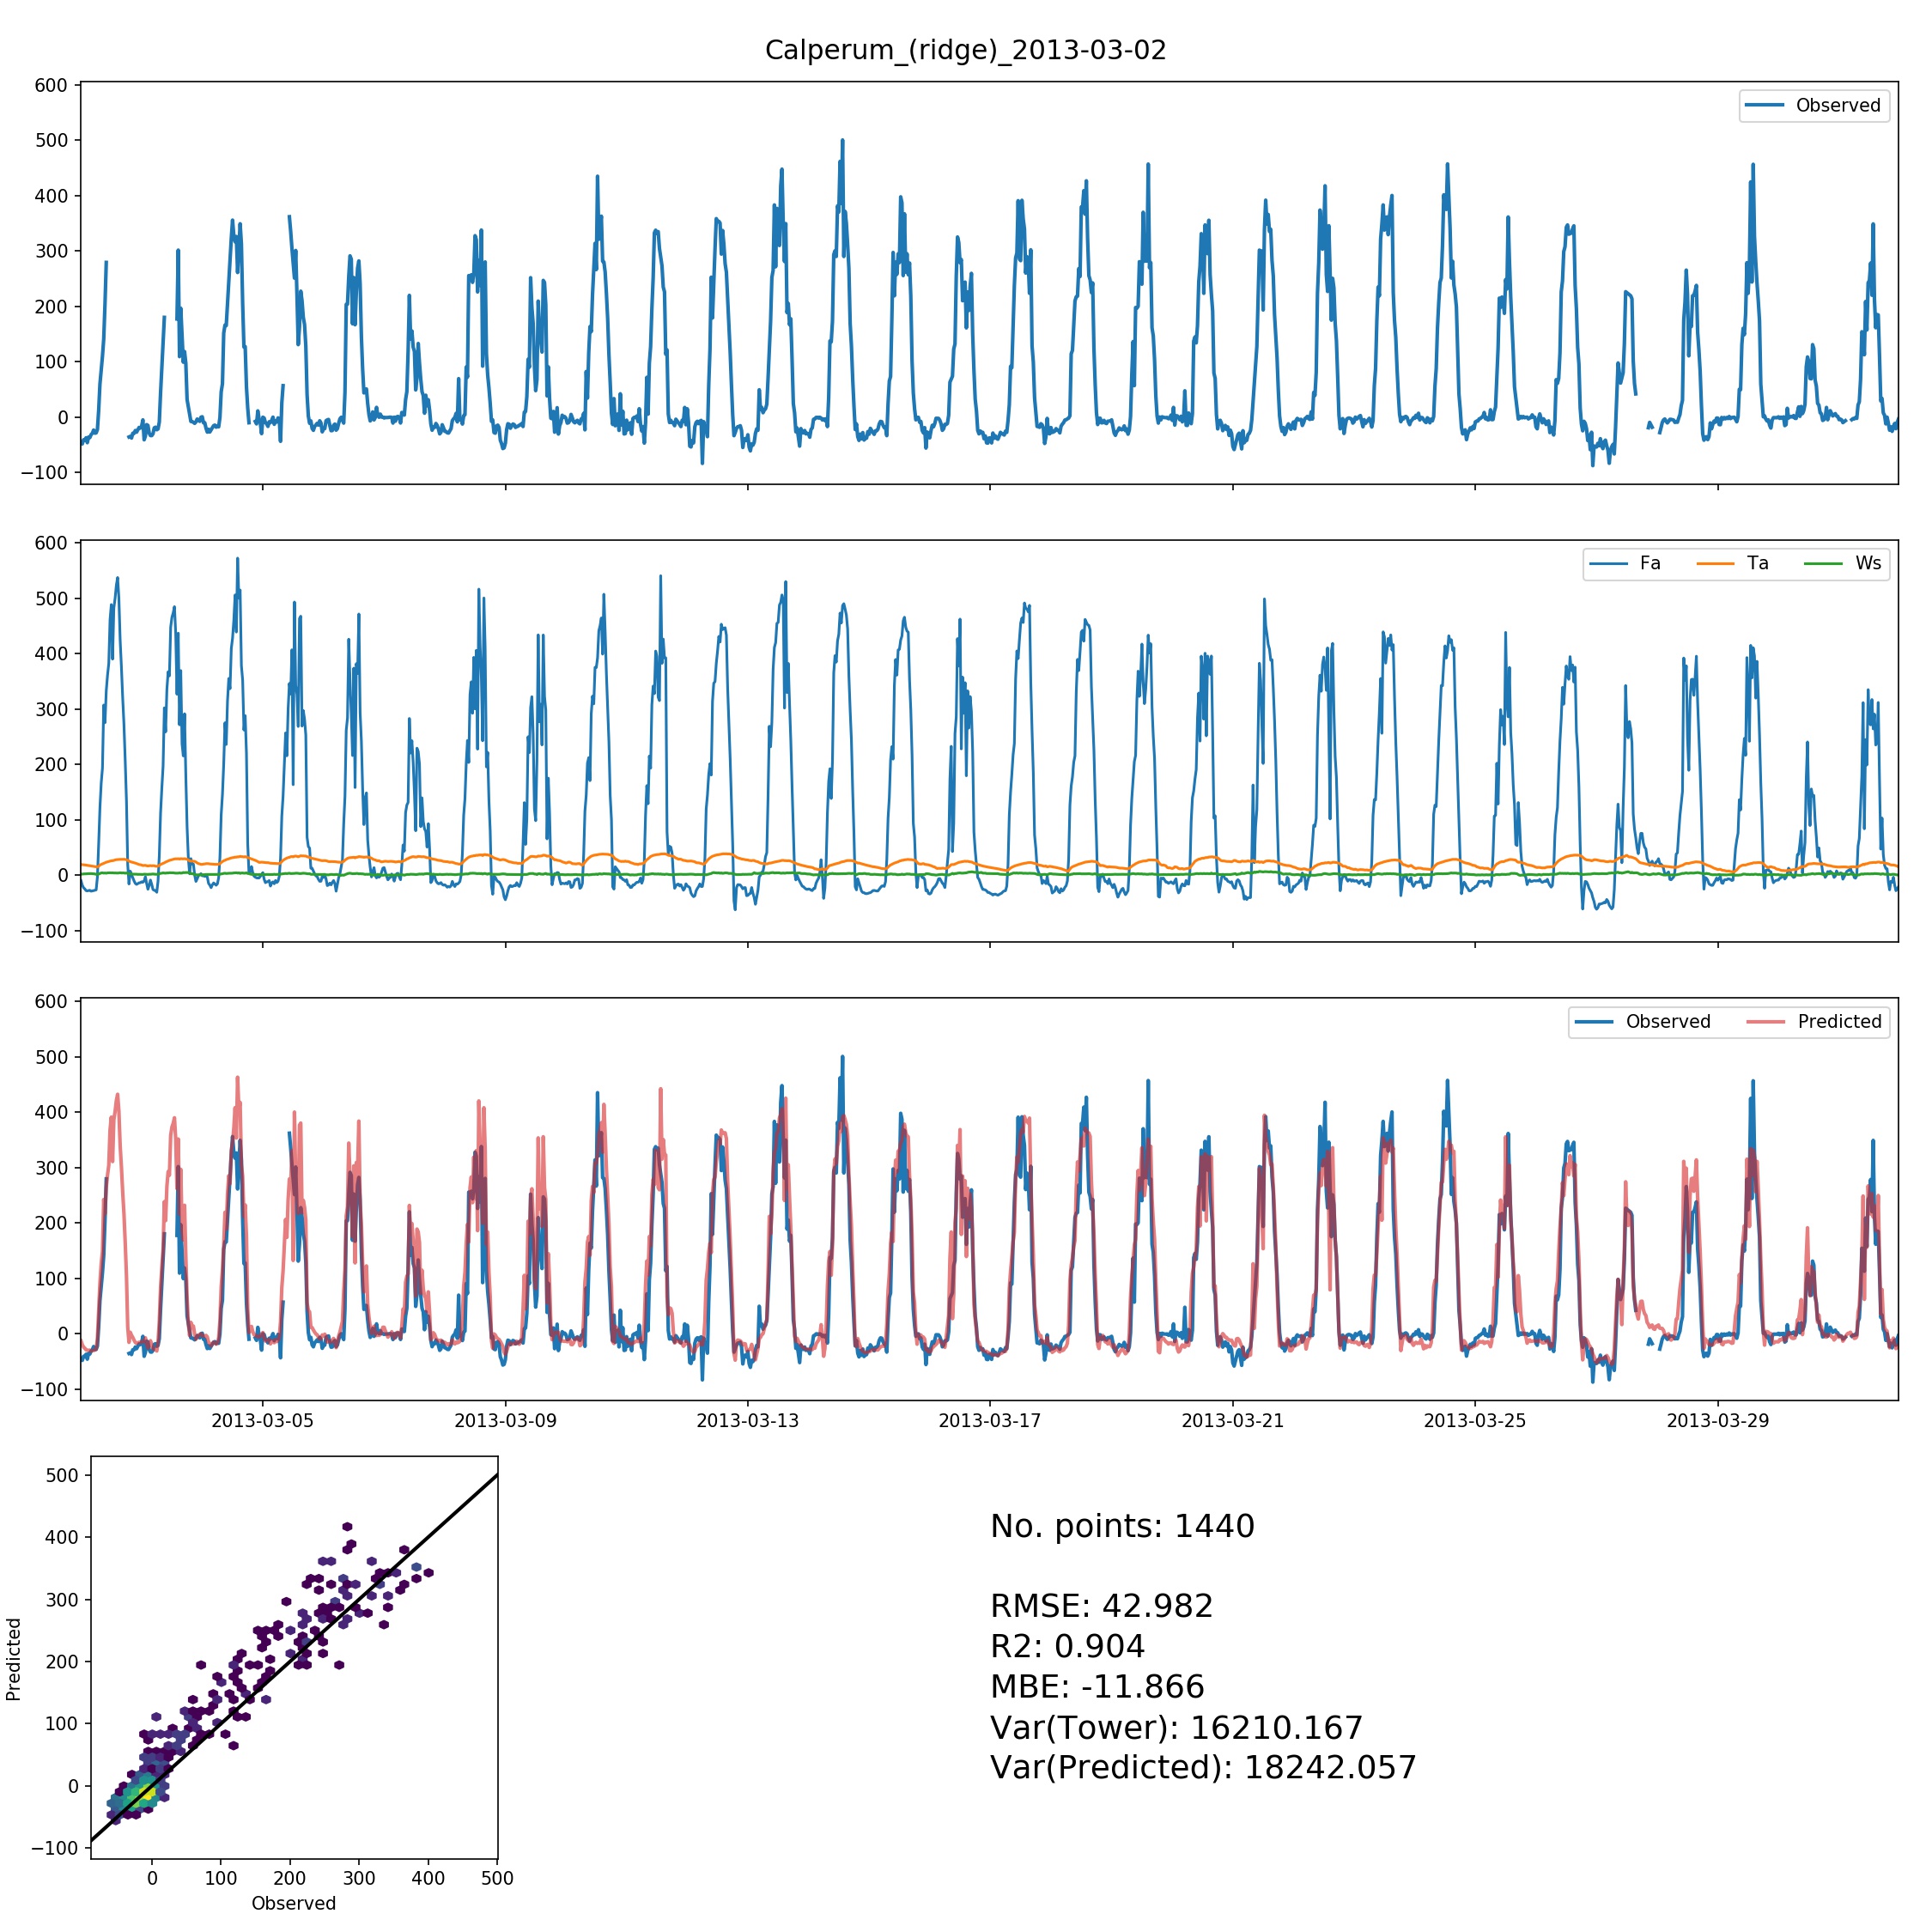 Calperum_(ridge)_2013-03-02
600
500
400
300
200
100
0
−100
Observed
600
500
400
300
200
100
0
−100
Fa Ta Ws
600
500
400
300
200
100
0
−100
Observed Predicted
2013-03-05 2013-03-09 2013-03-13 2013-03-17 2013-03-21 2013-03-25 2013-03-29
500
400
300
200
100
0
−100
Predicted
0 100 200 300 400 500
Observed
No. points: 1440
RMSE: 42.982
R2: 0.904
MBE: -11.866
Var(Tower): 16210.167
Var(Predicted): 18242.057